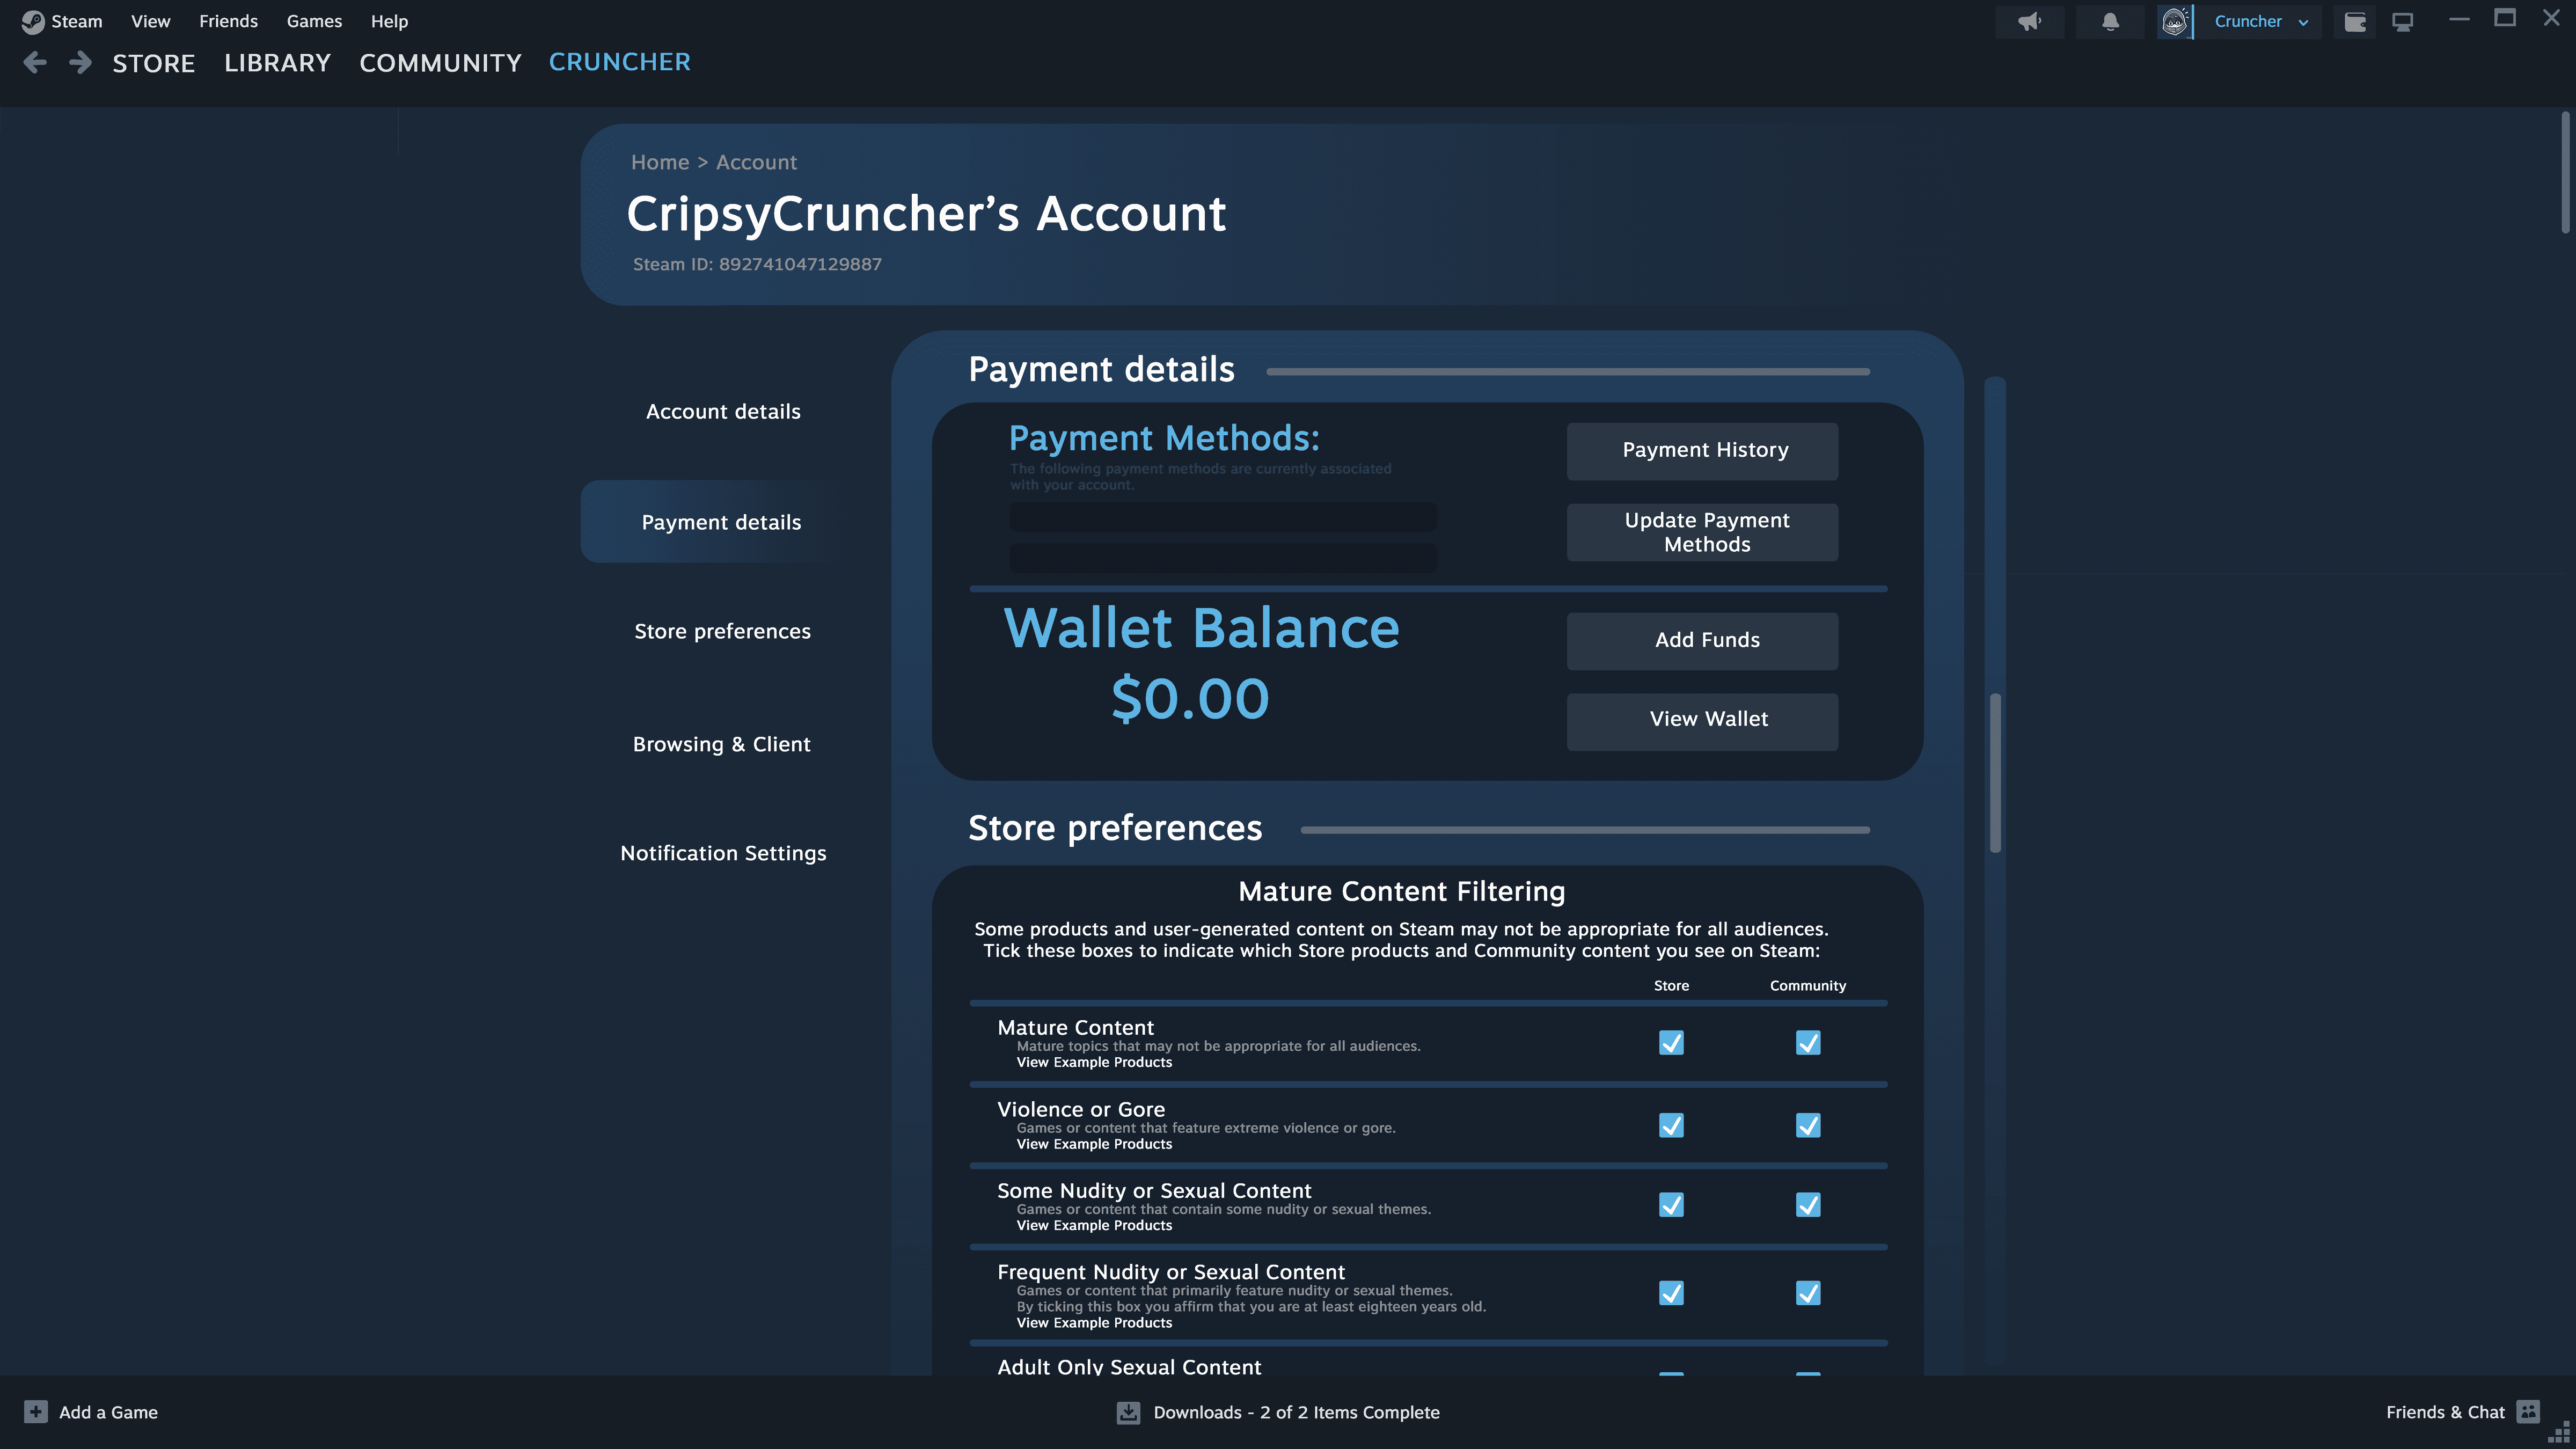 Steam View Friends Games Help
Cruncher
STORE LIBRARY COMMUNITY CRUNCHER
Home > Account
CripsyCruncher’s Account
Steam ID: 892741047129887
Account details
Payment details
Store preferences
Browsing & Client
Notification Settings
Payment details
Payment Methods:
The following payment methods are currently associated
with your account.
Payment History
Update Payment
Methods
Wallet Balance
$0.00
Add Funds
View Wallet
Store preferences
Mature Content Filtering
Some products and user-generated content on Steam may not be appropriate for all audiences.
Tick these boxes to indicate which Store products and Community content you see on Steam:
Store Community
Mature Content
Mature topics that may not be appropriate for all audiences.
View Example Products
Violence or Gore
Games or content that feature extreme violence or gore.
View Example Products
Some Nudity or Sexual Content
Games or content that contain some nudity or sexual themes.
View Example Products
Frequent Nudity or Sexual Content
Games or content that primarily feature nudity or sexual themes.
By ticking this box you affirm that you are at least eighteen years old.
View Example Products
Adult Only Sexual Content
Add a Game
Downloads - 2 of 2 Items Complete
Friends & Chat